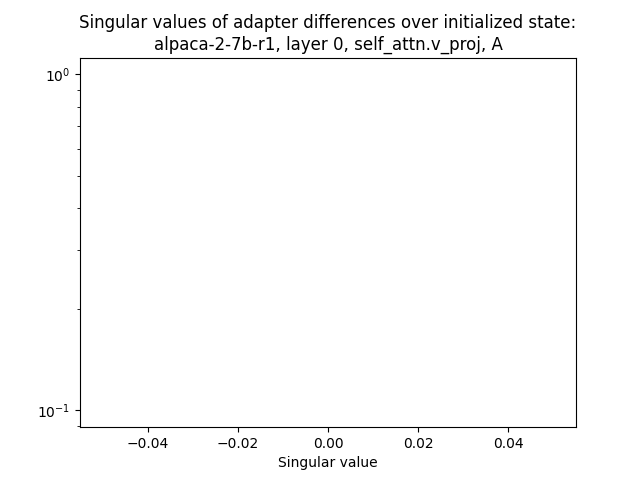 Singular values of adapter differences over initialized state:
alpaca-2-7b-r1, layer 0, self_attn.v_proj, A
10⁰
10⁻¹
−0.04 −0.02 0.00 0.02 0.04
Singular value